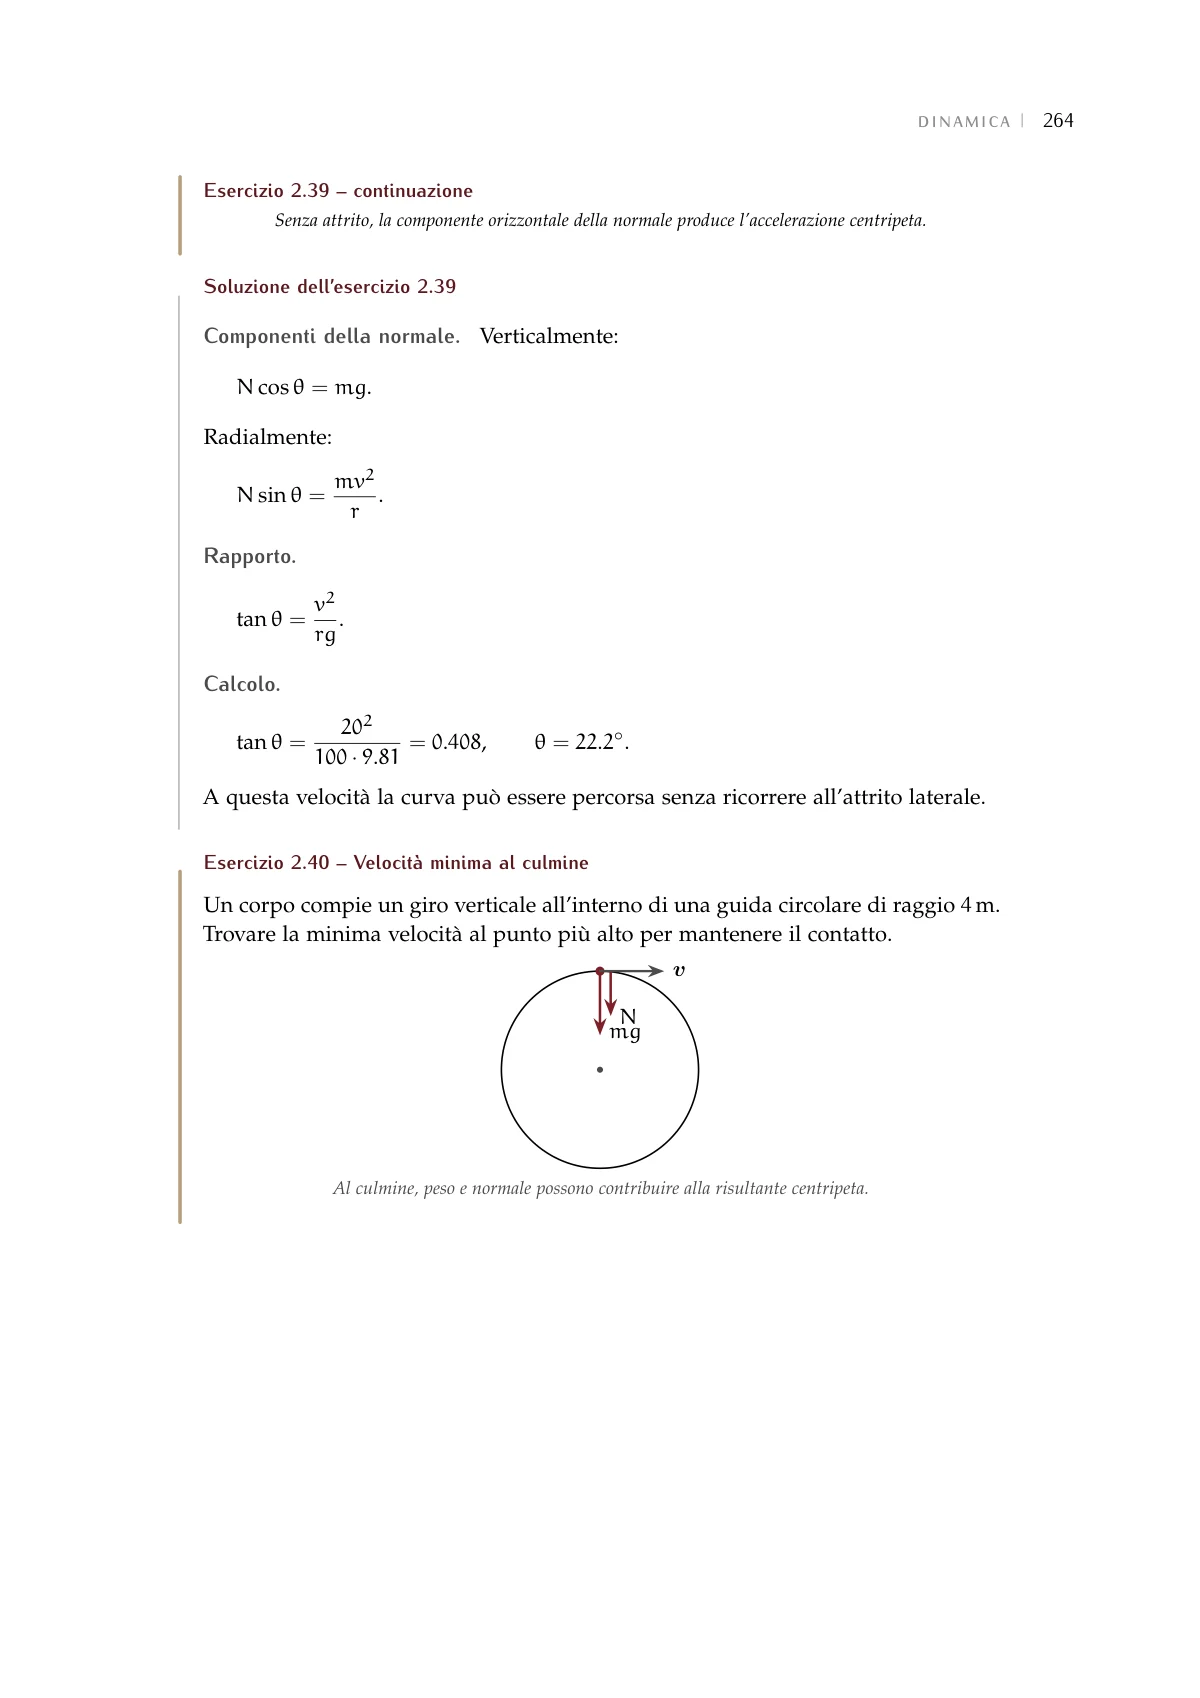 DINAMICA | 264
Esercizio 2.39 – continuazione
Senza attrito, la componente orizzontale della normale produce l'accelerazione centripeta.
Soluzione dell'esercizio 2.39
Componenti della normale. Verticalmente:
N cos θ = mg.
Radialmente:
N sin θ = mv²/r.
Rapporto.
tan θ = v²/rg.
Calcolo.
tan θ = 20²/(100 · 9.81) = 0.408, θ = 22.2°.
A questa velocità la curva può essere percorsa senza ricorrere all'attrito laterale.
Esercizio 2.40 – Velocità minima al culmine
Un corpo compie un giro verticale all'interno di una guida circolare di raggio 4 m.
Trovare la minima velocità al punto più alto per mantenere il contatto.
v
N
mg
Al culmine, peso e normale possono contribuire alla risultante centripeta.